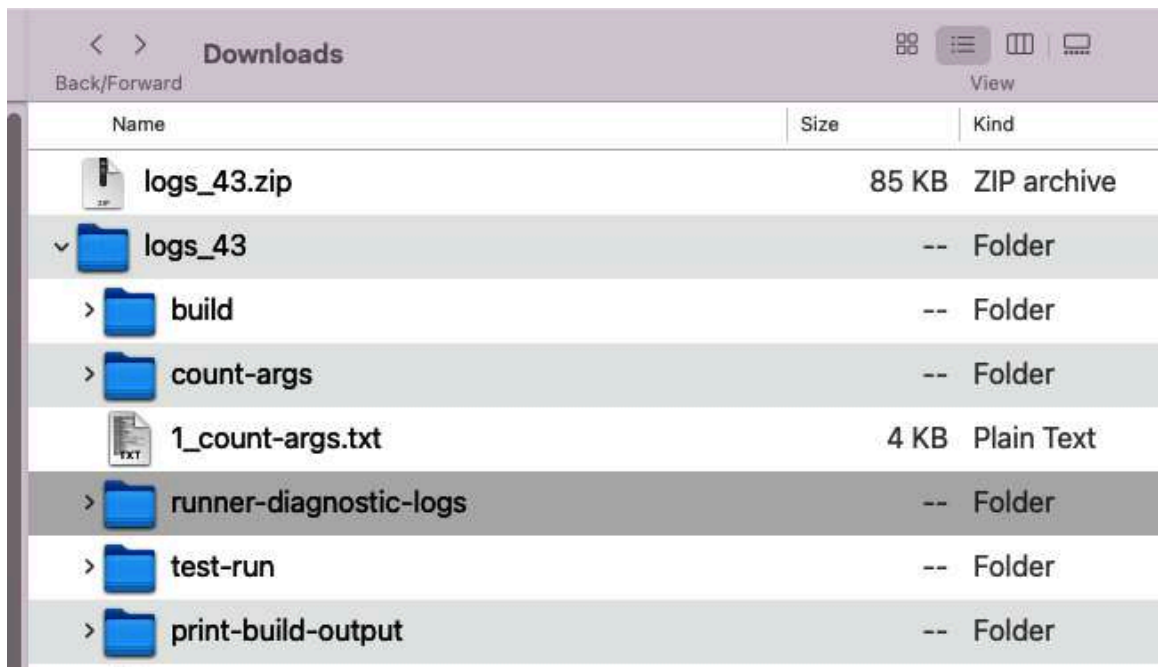 Downloads
Back/Forward
View
Name Size Kind
ZIP
logs_43.zip 85 KB ZIP archive
logs_43 -- Folder
build -- Folder
count-args -- Folder
TXT
1_count-args.txt 4 KB Plain Text
runner-diagnostic-logs -- Folder
test-run -- Folder
print-build-output -- Folder